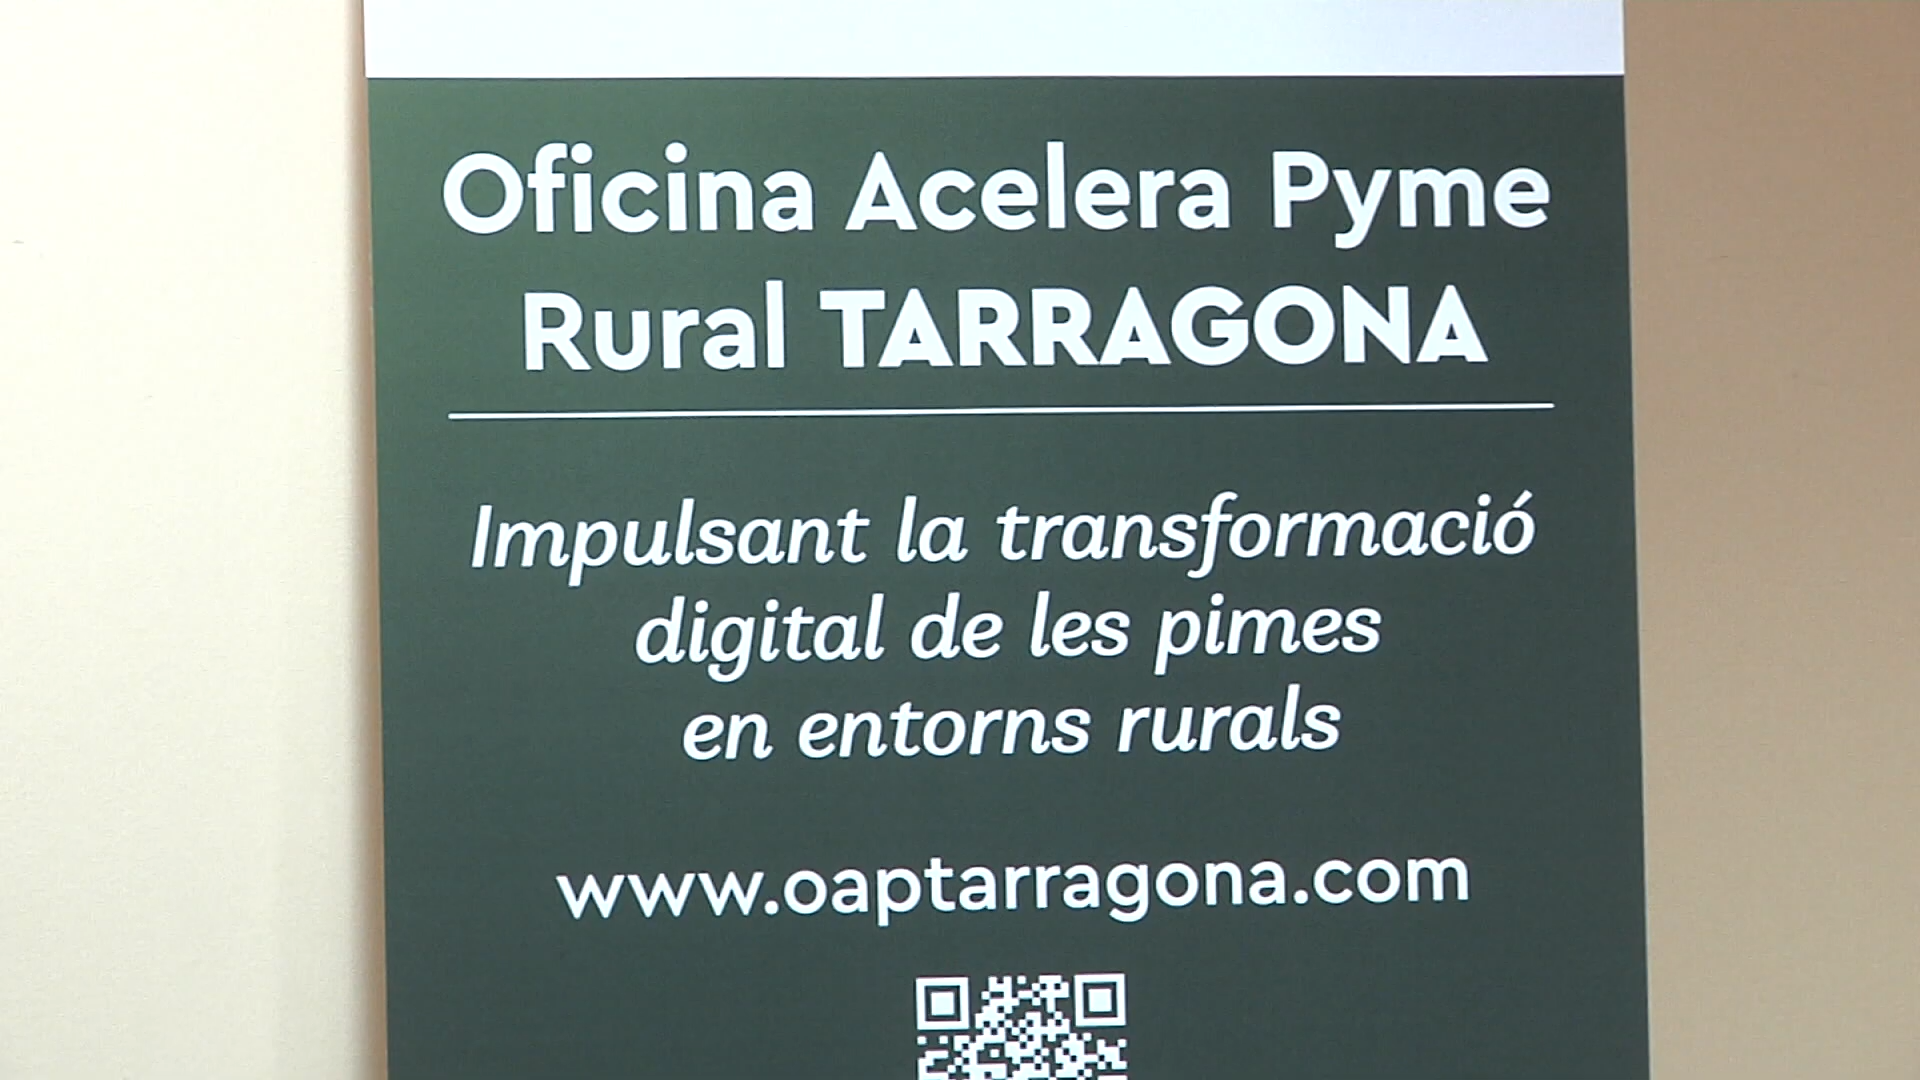 Oficina Acelera Pyme
Rural TARRAGONA
Impulsant la transformació
digital de les pimes
en entorns rurals
www.oaptarragona.com